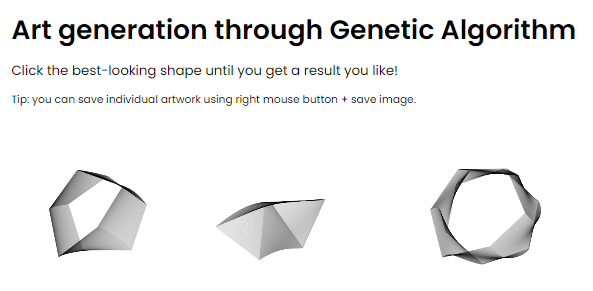 Art generation through Genetic Algorithm
Click the best-looking shape until you get a result you like!
Tip: you can save individual artwork using right mouse button + save image.